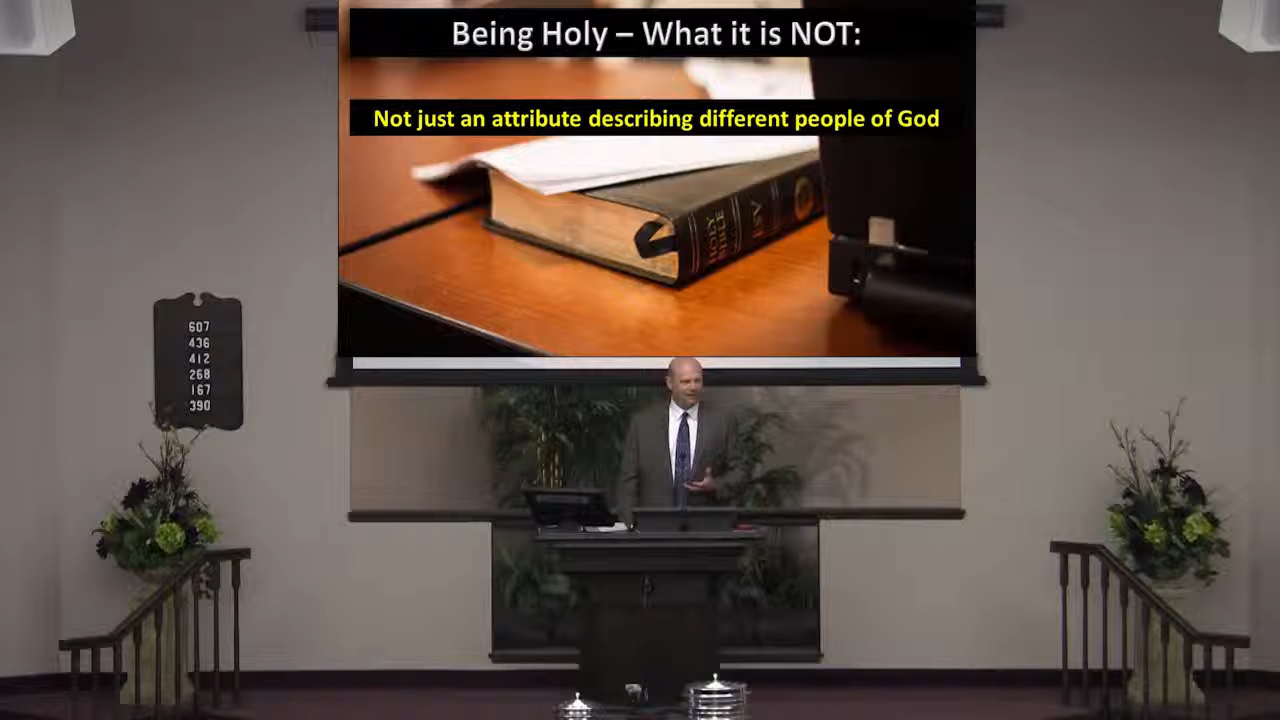 Being Holy – What it is NOT:
Not just an attribute describing different people of God
HOLY
BIBLE
ESV
607
436
412
268
167
390